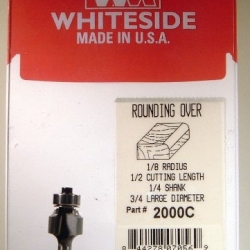 WHITESIDE
MADE IN U.S.A.
ROUNDING OVER
1/8 RADIUS
1/2 CUTTING LENGTH
1/4 SHANK
3/4 LARGE DIAMETER
Part # 2000C